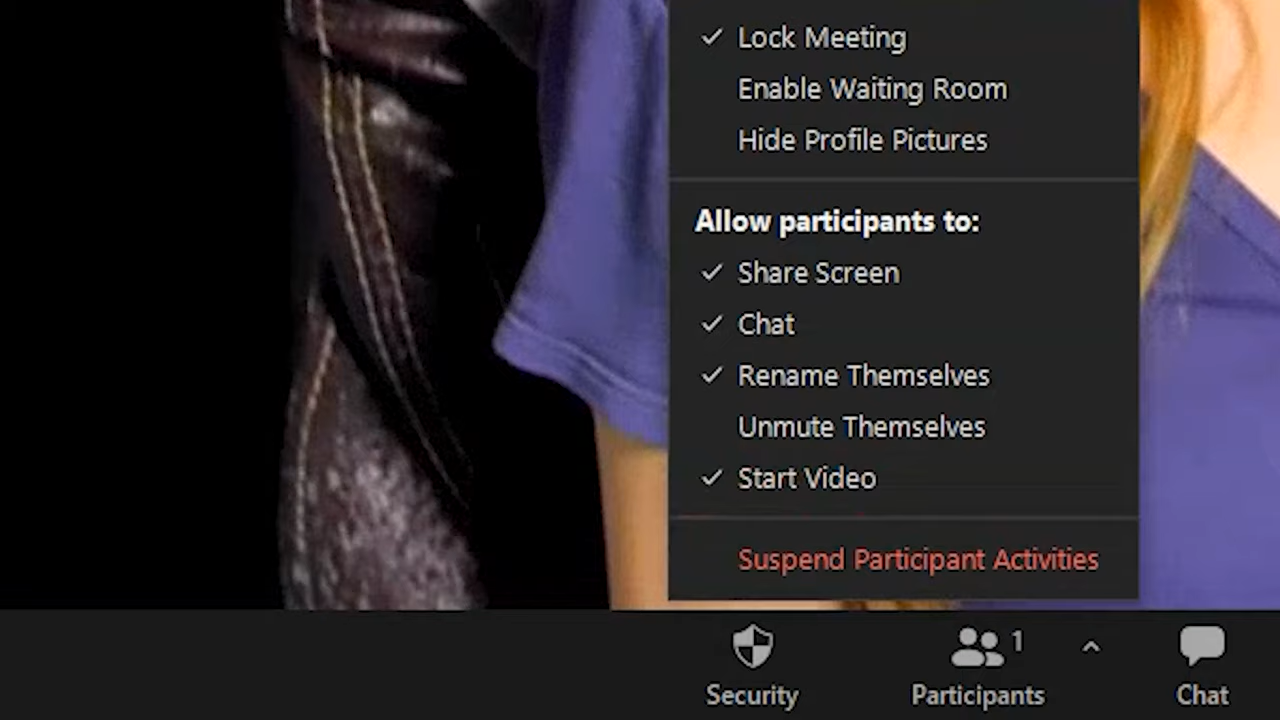 Lock Meeting
Enable Waiting Room
Hide Profile Pictures
Allow participants to:
Share Screen
Chat
Rename Themselves
Unmute Themselves
Start Video
Suspend Participant Activities
1
Security
Participants
Chat